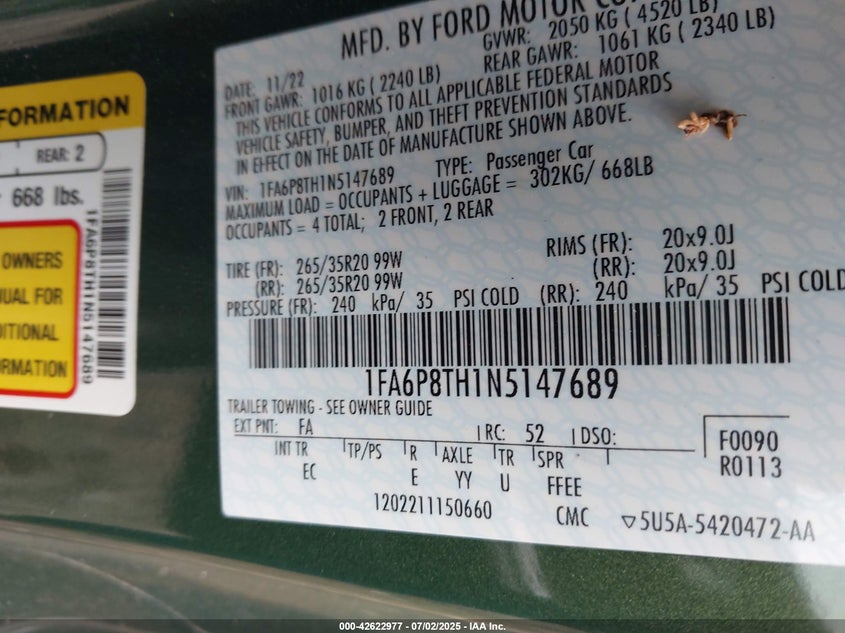 FORMATION
REAR: 2
668 lbs.
OWNERS
UAL FOR
DITIONAL
ORMATION
1FA6P8TH1N5147689
MFD. BY FORD MOTOR CO
DATE: 11/22 GVWR: 2050 KG ( 4520 LB)
FRONT GAWR: 1016 KG ( 2240 LB) REAR GAWR: 1061 KG ( 2340 LB)
THIS VEHICLE CONFORMS TO ALL APPLICABLE FEDERAL MOTOR
VEHICLE SAFETY, BUMPER, AND THEFT PREVENTION STANDARDS
IN EFFECT ON THE DATE OF MANUFACTURE SHOWN ABOVE.
VIN: 1FA6P8TH1N5147689 TYPE: Passenger Car
MAXIMUM LOAD = OCCUPANTS + LUGGAGE = 302KG/ 668LB
OCCUPANTS = 4 TOTAL; 2 FRONT, 2 REAR
TIRE (FR): 265/35R20 99W RIMS (FR): 20x9.0J
(RR): 265/35R20 99W (RR): 20x9.0J
PRESSURE (FR): 240 kPa/ 35 PSI COLD (RR): 240 kPa/ 35 PSI COLD
1FA6P8TH1N5147689
TRAILER TOWING - SEE OWNER GUIDE
EXT PNT: FA RC: 52 DSO: F0090
INT TR TP/PS R AXLE TR SPR R0113
EC E YY U FFEE
1202211150660 CMC ▽5U5A-5420472-AA
000-42622977 - 07/02/2025 - IAA Inc.